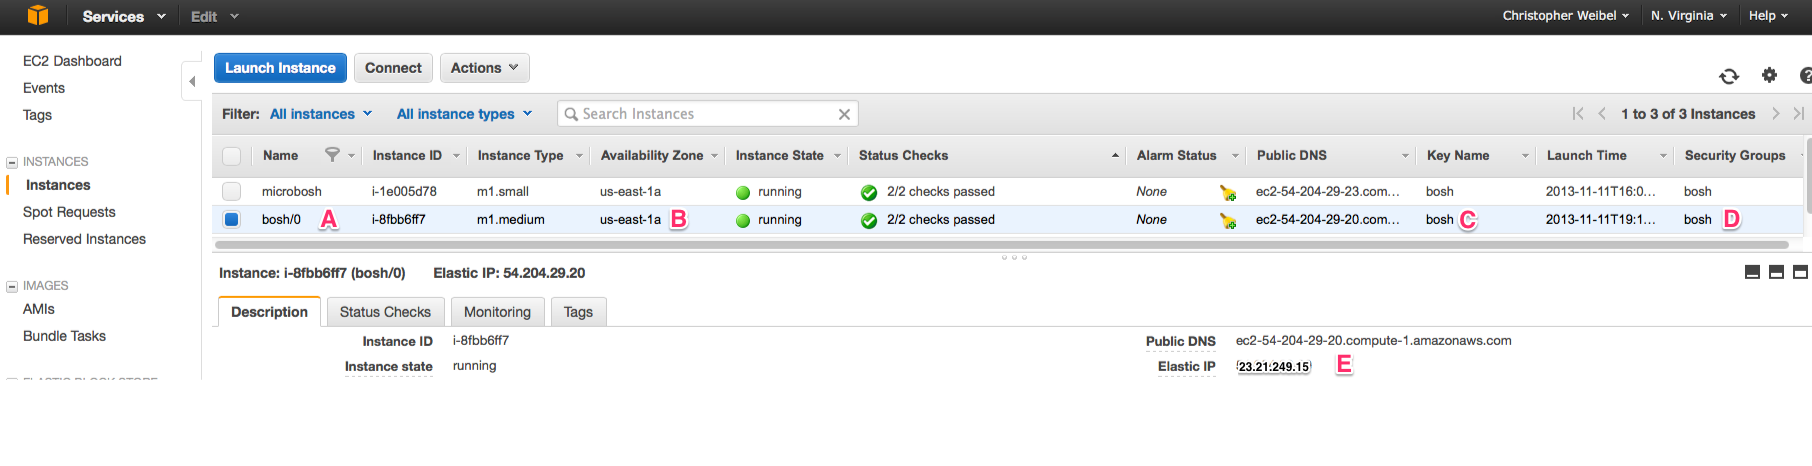 Services Edit Christopher Weibel N. Virginia Help
EC2 Dashboard
Events
Tags
INSTANCES
Instances
Spot Requests
Reserved Instances
IMAGES
AMIs
Bundle Tasks
ELASTIC BLOCK STORE
Launch Instance Connect Actions
Filter: All instances All instance types Search Instances 1 to 3 of 3 Instances
Name Instance ID Instance Type Availability Zone Instance State Status Checks Alarm Status Public DNS Key Name Launch Time Security Groups
microbosh i-1e005d78 m1.small us-east-1a running 2/2 checks passed None ec2-54-204-29-23.com... bosh 2013-11-11T16:0... bosh
bosh/0 A i-8fbb6ff7 m1.medium us-east-1a B running 2/2 checks passed None ec2-54-204-29-20.com... bosh C 2013-11-11T19:1... bosh D
Instance: i-8fbb6ff7 (bosh/0) Elastic IP: 54.204.29.20
Description Status Checks Monitoring Tags
Instance ID i-8fbb6ff7 Public DNS ec2-54-204-29-20.compute-1.amazonaws.com
Instance state running Elastic IP 23.21.249.15 E